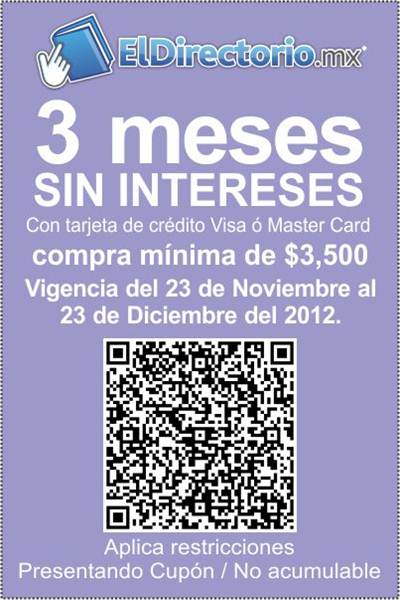 ElDirectorio.mx
3 meses
SIN INTERESES
Con tarjeta de crédito Visa ó Master Card
compra mínima de $3,500
Vigencia del 23 de Noviembre al
23 de Diciembre del 2012.
Aplica restricciones
Presentando Cupón / No acumulable